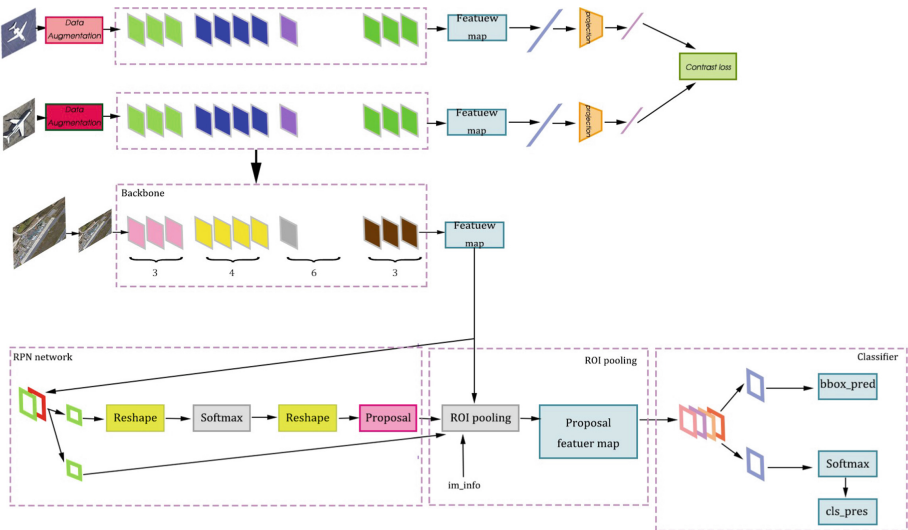 Data
Augmentation
Featuew
map
projection
Contrast loss
Data
Augmentation
Featuew
map
projection
Backbone
Featuew
map
3
4
6
3
RPN network
ROI pooling
Classifier
bbox_pred
Reshape
Softmax
Reshape
Proposal
ROI pooling
Proposal
featuer map
Softmax
im_info
cls_pres